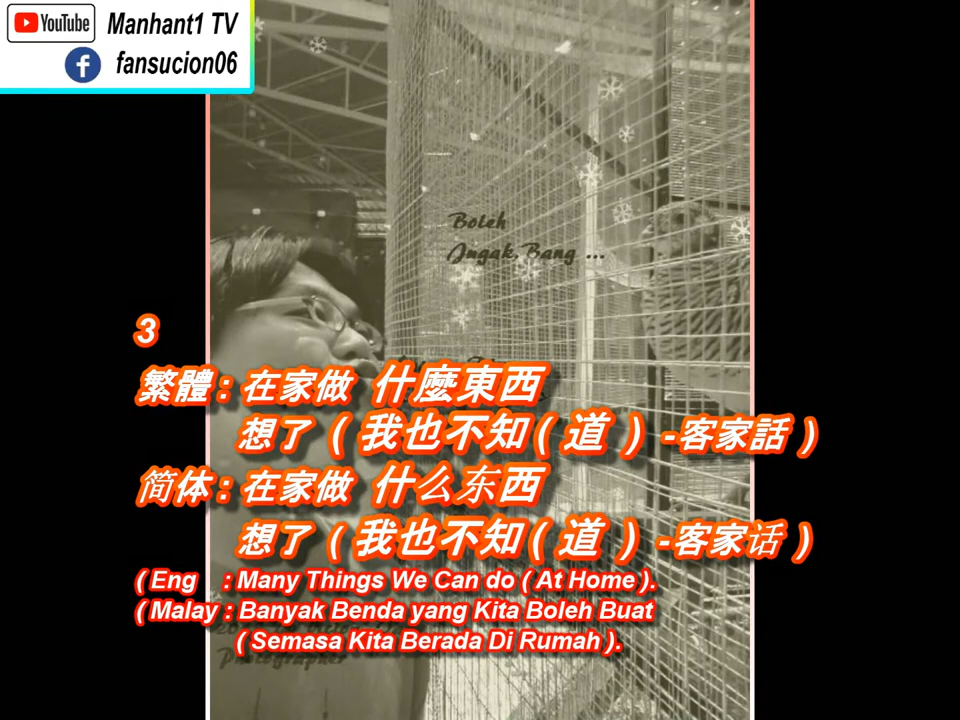 YouTube Manhant1 TV
fansucion06
Boleh
Jugak, Bang ...
3
繁體 : 在家做 什麼東西
想了 ( 我也不知 ( 道 ) -客家話 )
简体 : 在家做 什么东西
想了 ( 我也不知 ( 道 ) -客家话 )
( Eng : Many Things We Can do ( At Home ).
( Malay : Banyak Benda yang Kita Boleh Buat
( Semasa Kita Berada Di Rumah ).
Photographer